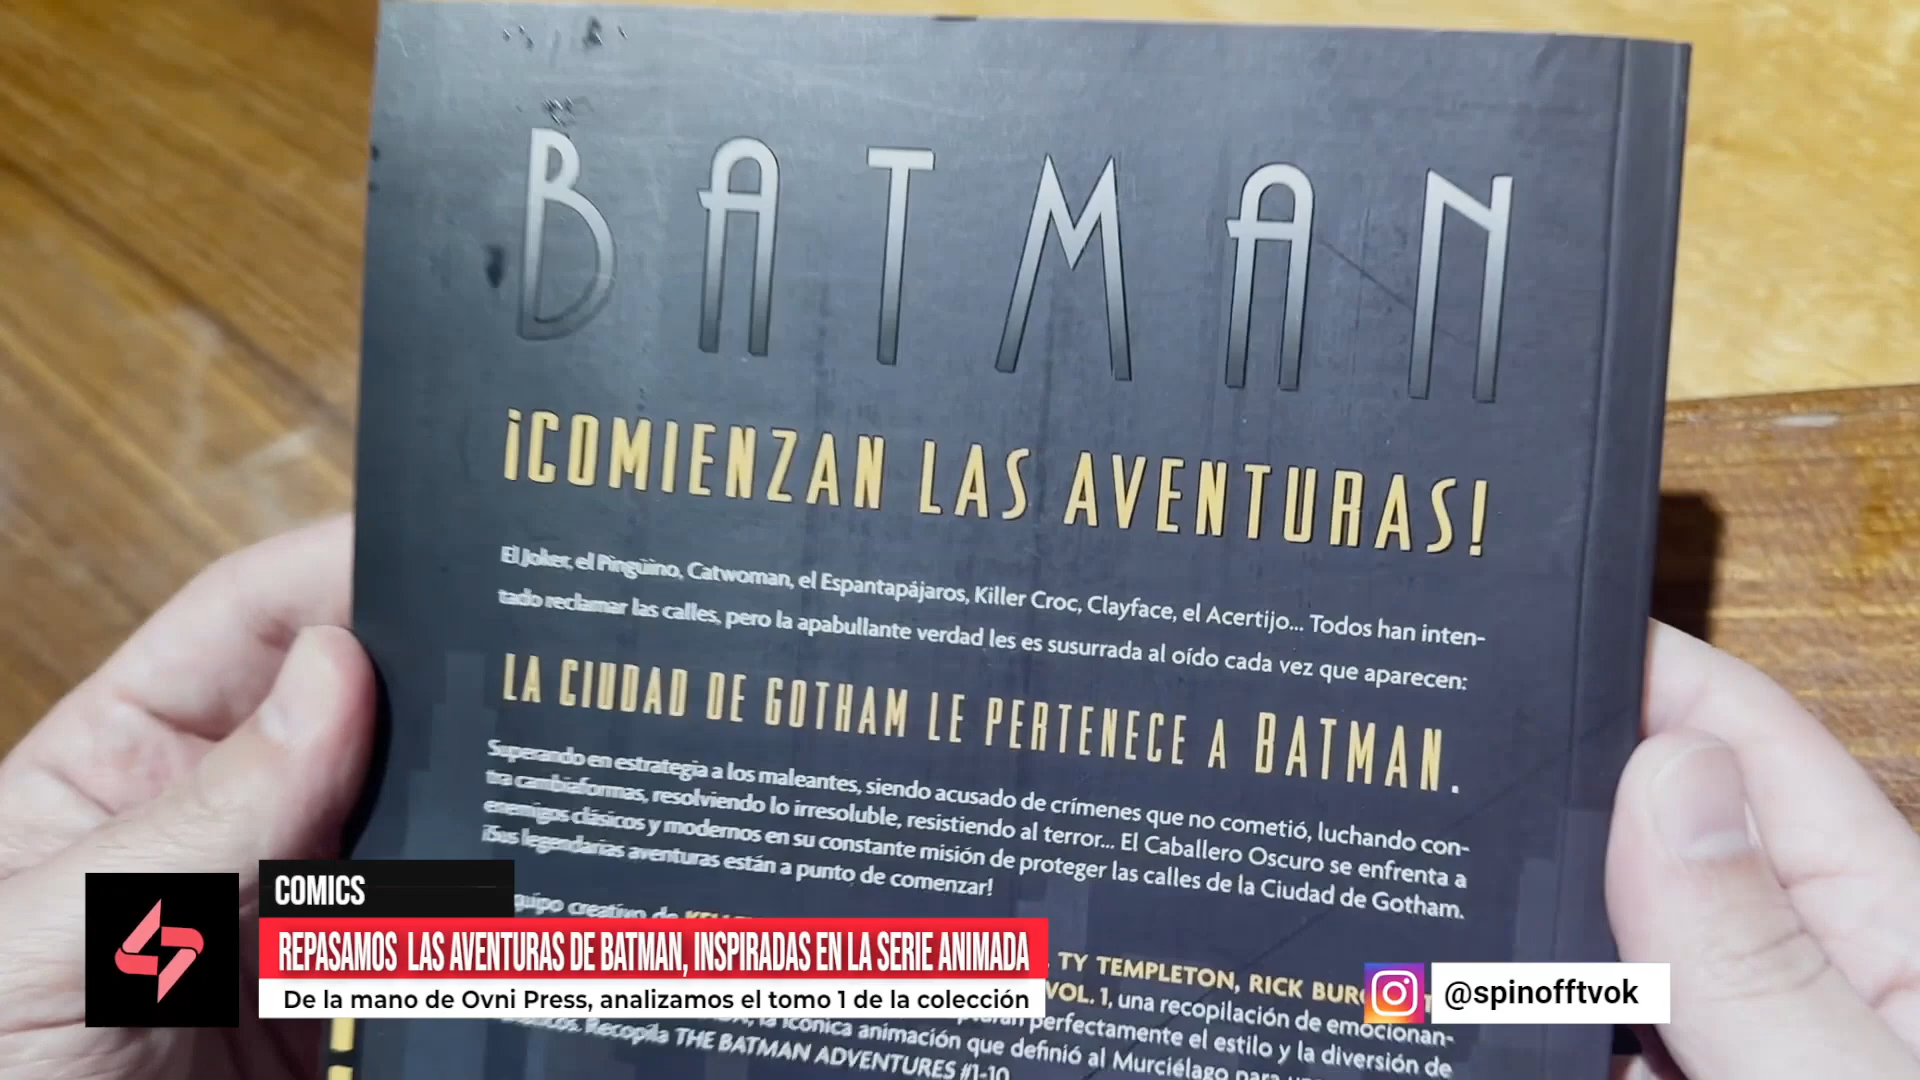 BATMAN
¡COMIENZAN LAS AVENTURAS!
El Joker, el Pingüino, Catwoman, el Espantapájaros, Killer Croc, Clayface, el Acertijo... Todos han inten-
tado reclamar las calles, pero la apabullante verdad les es susurrada al oído cada vez que aparecen:
LA CIUDAD DE GOTHAM LE PERTENECE A BATMAN.
Superando en estrategia a los maleantes, siendo acusado de crímenes que no cometió, luchando con-
tra cambiaformas, resolviendo lo irresoluble, resistiendo al terror... El Caballero Oscuro se enfrenta a
enemigos clásicos y modernos en su constante misión de proteger las calles de la Ciudad de Gotham.
¡Sus legendarias aventuras están a punto de comenzar!
creativo de
TY TEMPLETON, RICK
VOL. 1, una recopilación de emocionan-
perfectamente el estilo y la diversión de
la icónica animación que definió al Murciélago para
Recopila THE BATMAN ADVENTURES #1-10
COMICS
REPASAMOS LAS AVENTURAS DE BATMAN, INSPIRADAS EN LA SERIE ANIMADA
De la mano de Ovni Press, analizamos el tomo 1 de la colección
@spinofftvok